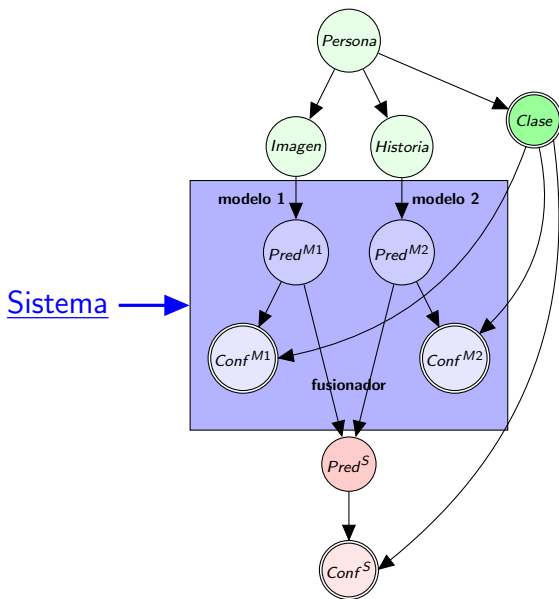 Persona
Clase
Imagen
Historia
modelo 1
modelo 2
Pred^M1
Pred^M2
Sistema
Conf^M1
Conf^M2
fusionador
Pred^S
Conf^S